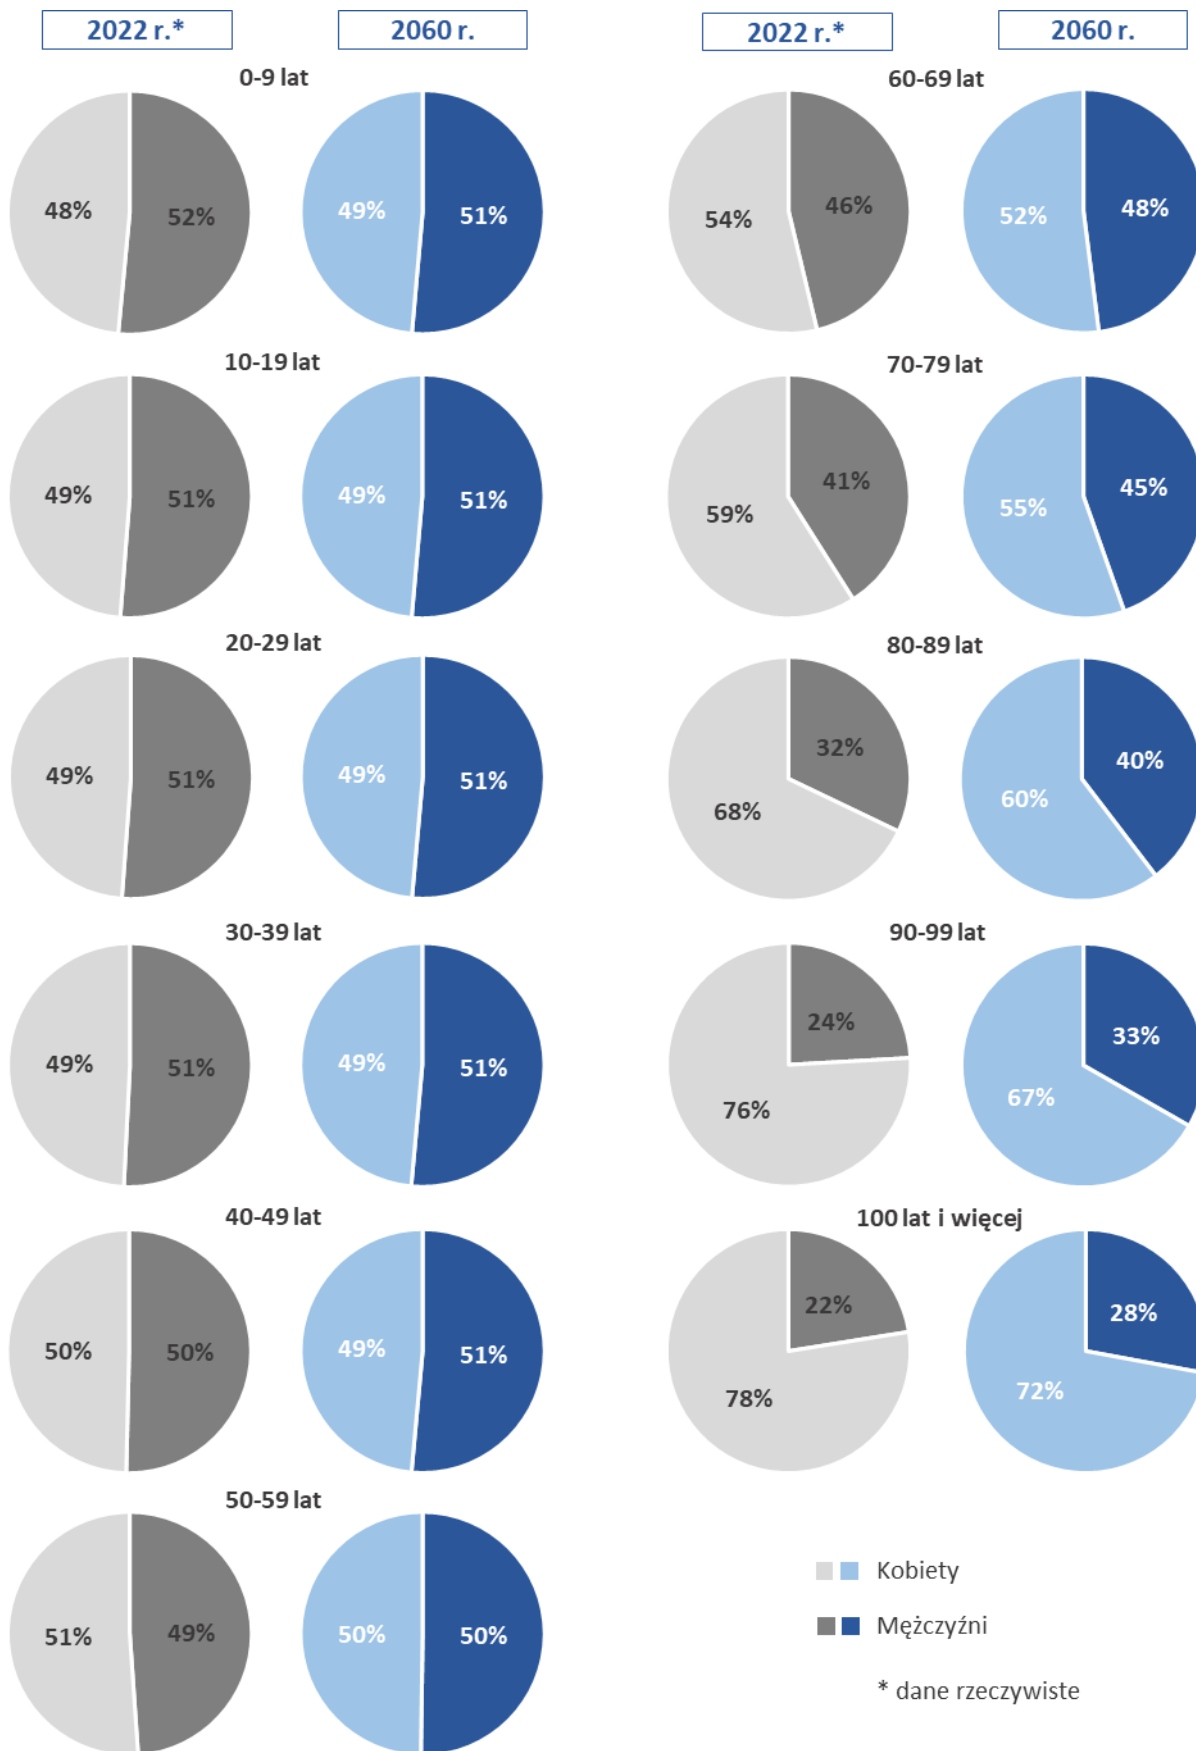 2022 r.*
2060 r.
0-9 lat
48%
52%
49%
51%
10-19 lat
49%
51%
49%
51%
20-29 lat
49%
51%
49%
51%
30-39 lat
49%
51%
49%
51%
40-49 lat
50%
50%
49%
51%
50-59 lat
51%
49%
50%
50%
2022 r.*
2060 r.
60-69 lat
54%
46%
52%
48%
70-79 lat
59%
41%
55%
45%
80-89 lat
68%
32%
60%
40%
90-99 lat
76%
24%
67%
33%
100 lat i więcej
78%
22%
72%
28%
Kobiety
Mężczyźni
* dane rzeczywiste